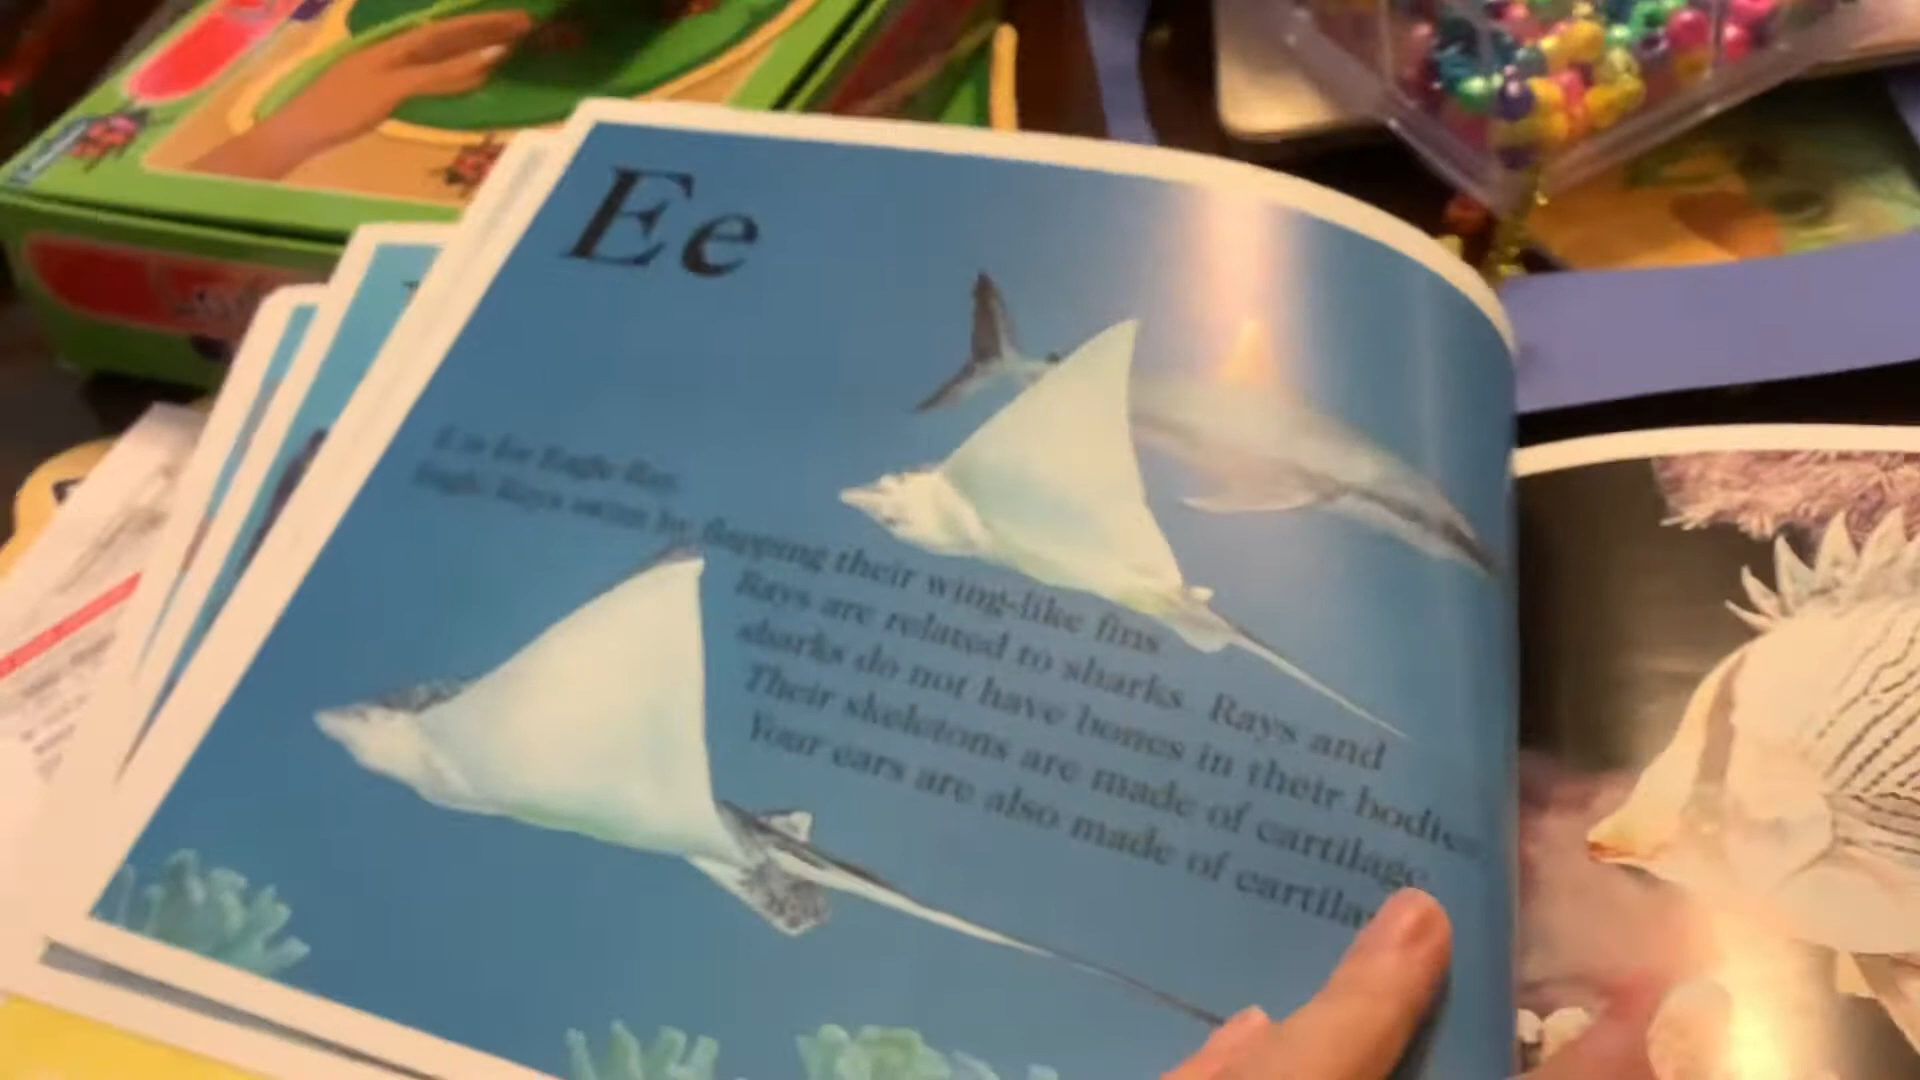 Ee
E is for Eagle Ray.
Eagle Rays swim by flapping their wing-like fins
Rays are related to sharks. Rays and
sharks do not have bones in their bodies
Their skeletons are made of cartilage.
Your ears are also made of